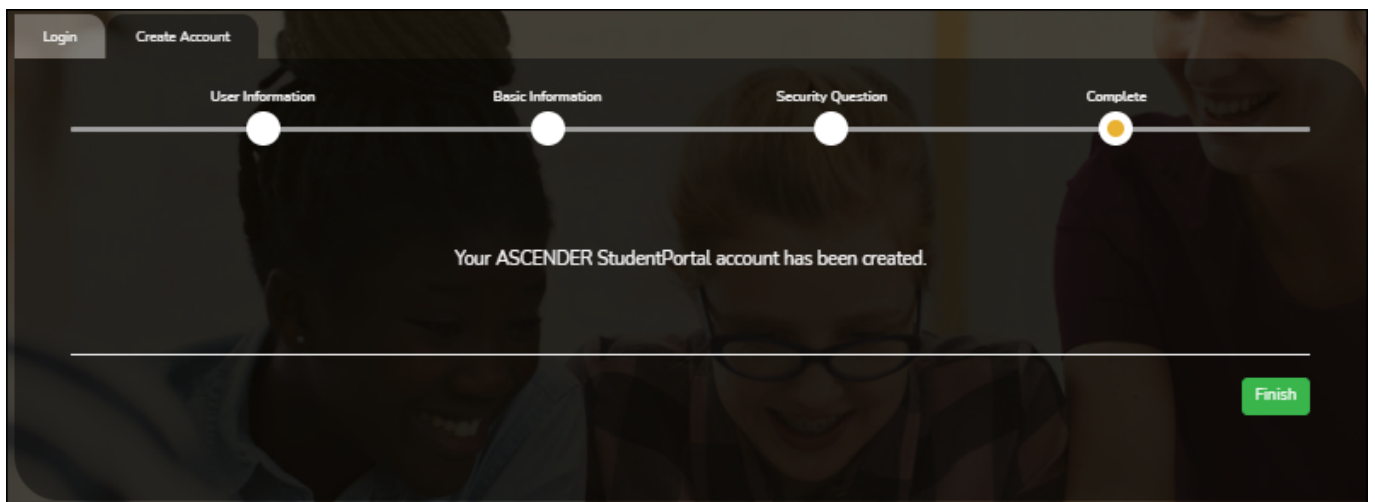 Login Create Account
User Information Basic Information Security Question Complete
Your ASCENDER StudentPortal account has been created.
Finish